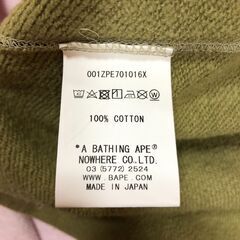 001ZPE701016X
100% COTTON
*A BATHING APE®
NOWHERE CO.LTD.
03 (5772) 2524
WWW.BAPE.COM
MADE IN JAPAN